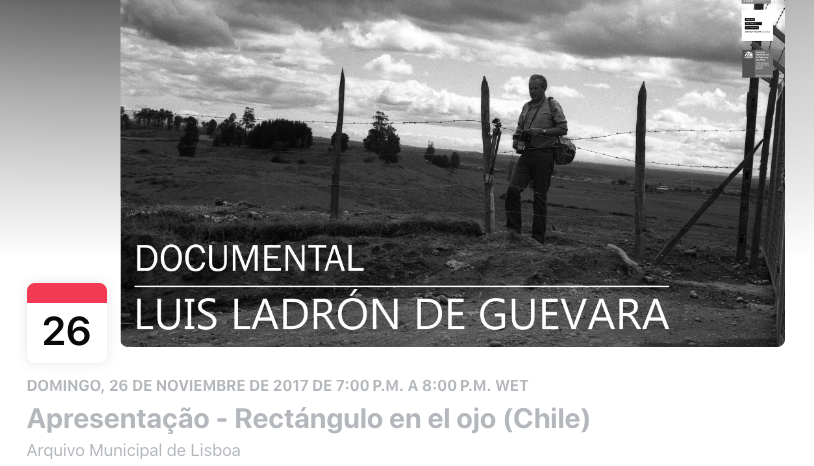 DOCUMENTAL
LUIS LADRÓN DE GUEVARA
26
DOMINGO, 26 DE NOVIEMBRE DE 2017 DE 7:00 P.M. A 8:00 P.M. WET
Apresentação - Rectángulo en el ojo (Chile)
Arquivo Municipal de Lisboa